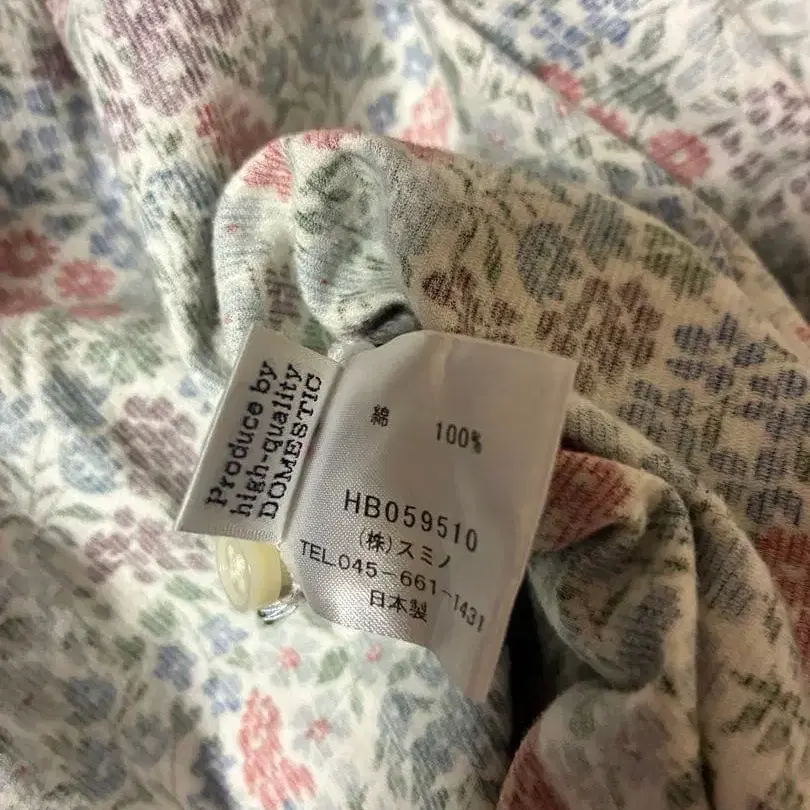 Produce by
high-quality
DOMESTIC
綿 100%
HB059510
(株)スミノ
TEL.045-661-1431
日本製